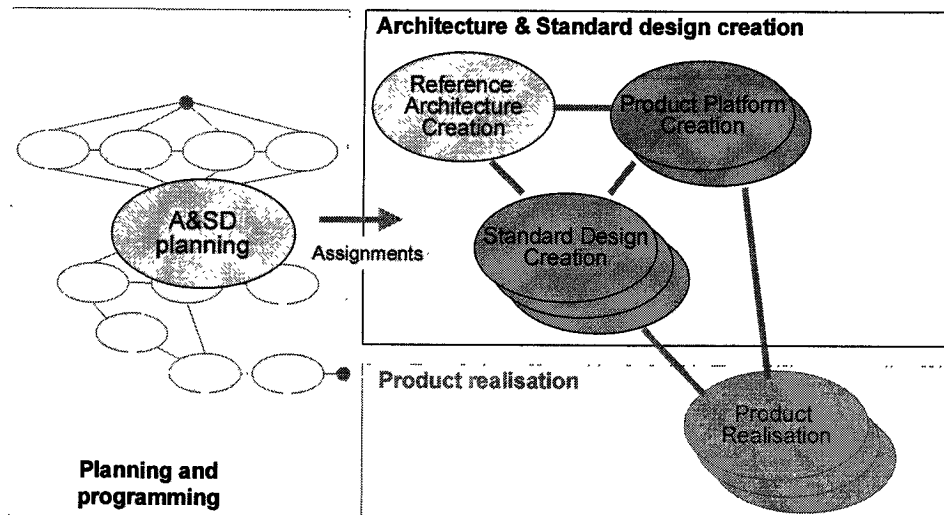 Architecture & Standard design creation
Reference
Architecture
Creation
Product Platform
Creation
A&SD
planning
Assignments
Standard Design
Creation
Product realisation
Product
Realisation
Planning and
programming